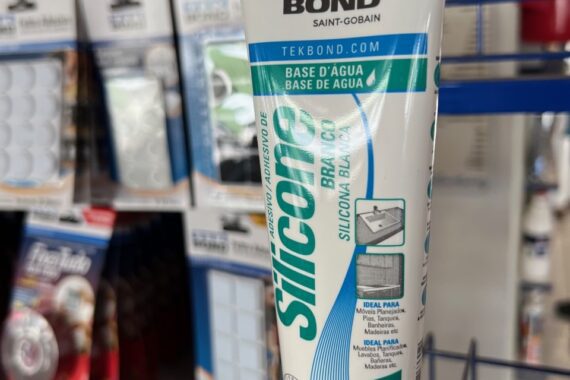 BOND
SAINT-GOBAIN
TEKBOND.COM
BASE D'ÁGUA
BASE DE AGUA
ADESIVO / ADHESIVO DE
Silicone
BRANCO
SILICONA BLANCA
IDEAL PARA
Móveis Planejados,
Pias, Tanques,
Banheiras,
Madeiras etc
IDEAL PARA
Muebles Planificados,
Lavabos, Tanques,
Bañeras,
Maderas etc